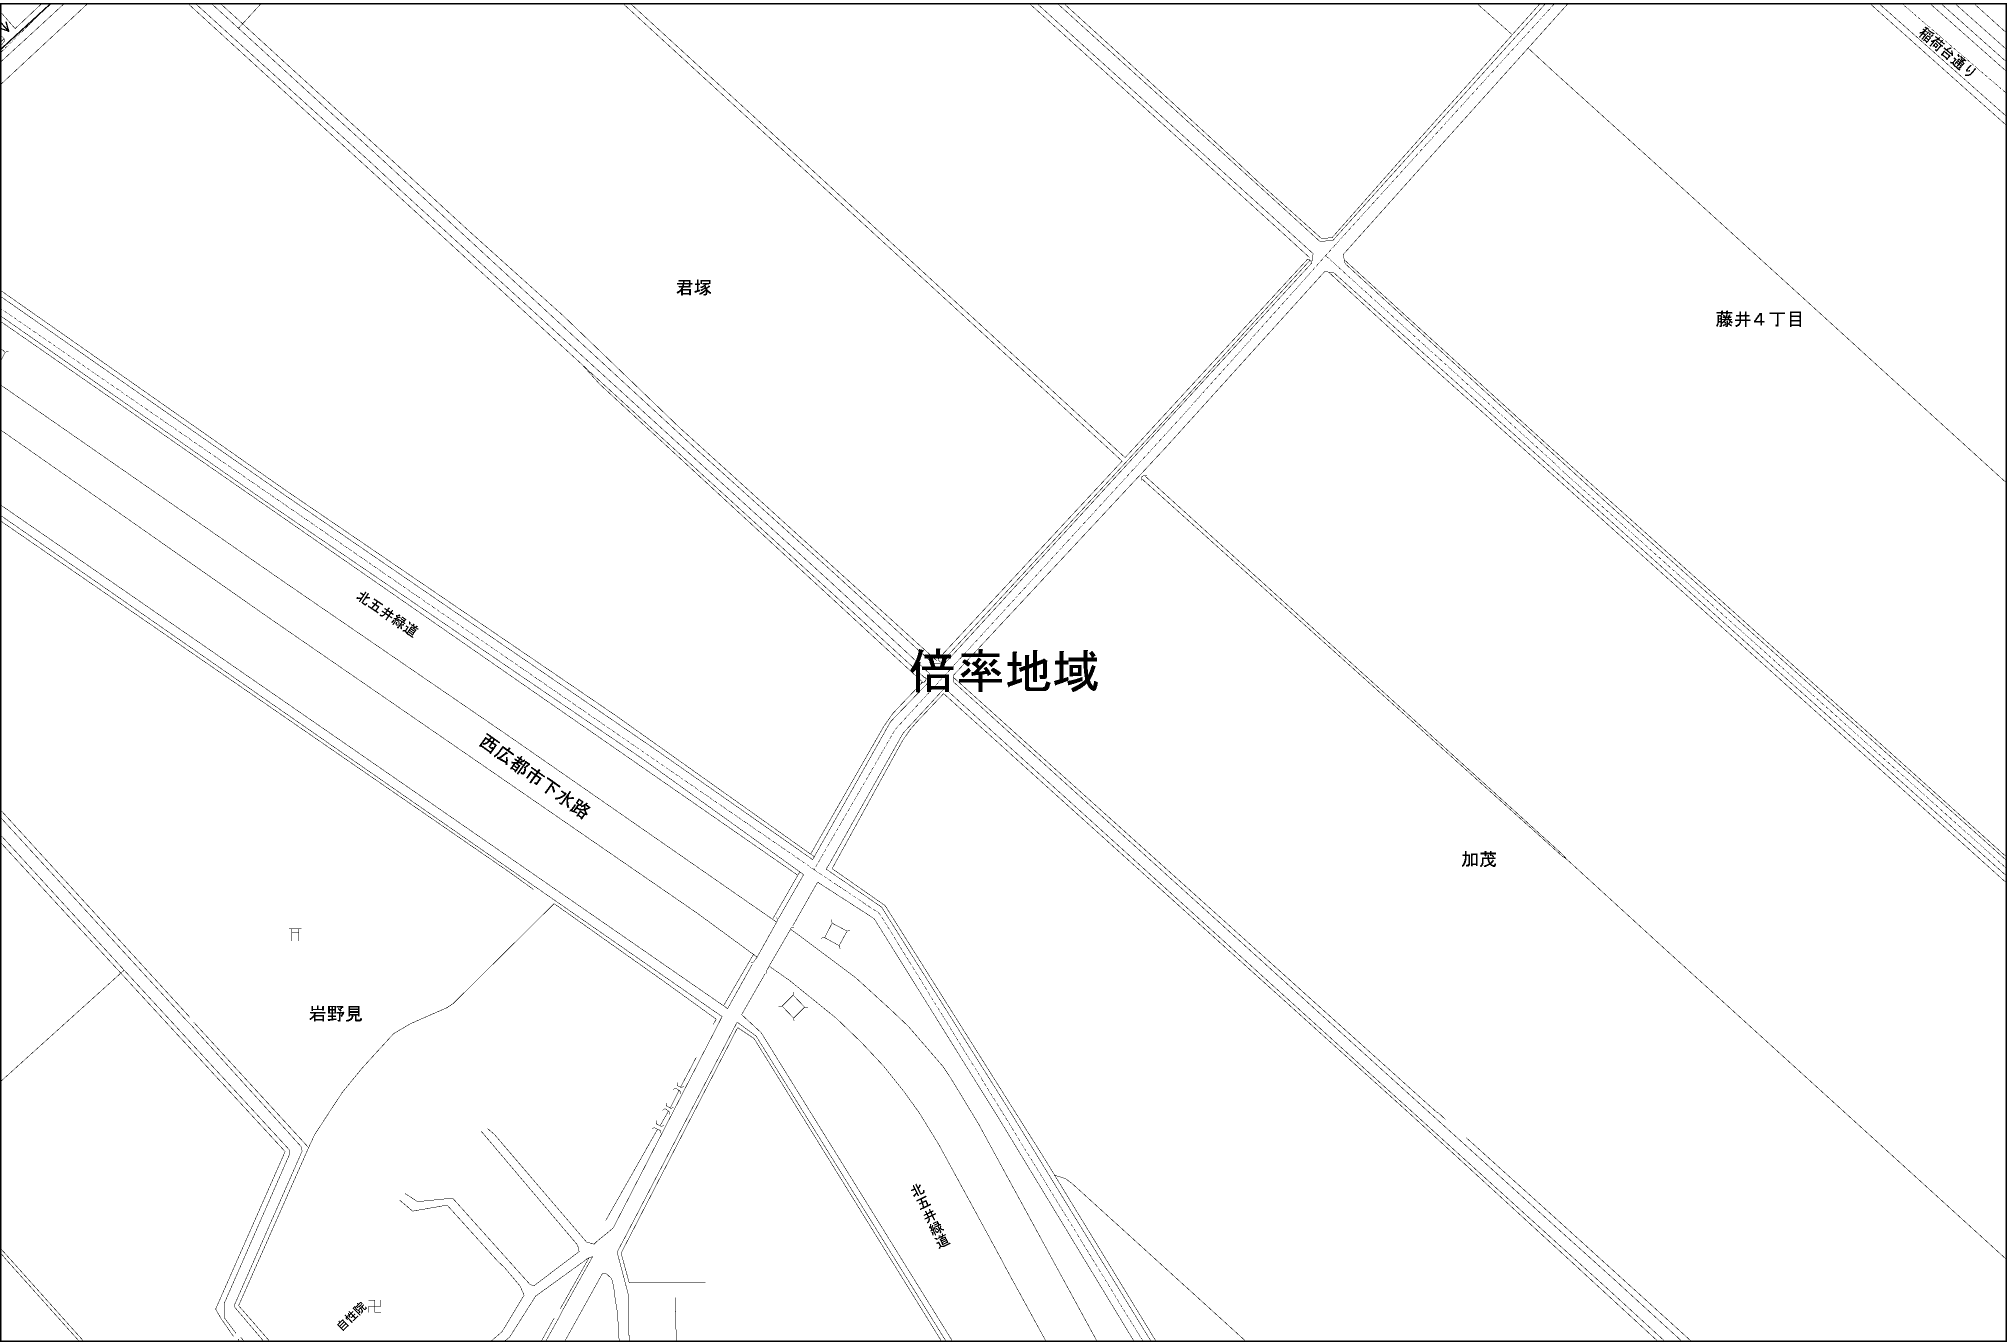 稲荷台通り
君塚
藤井４丁目
北五井緑道
倍率地域
西広都市下水路
加茂
岩野見
北五井緑道
自性院